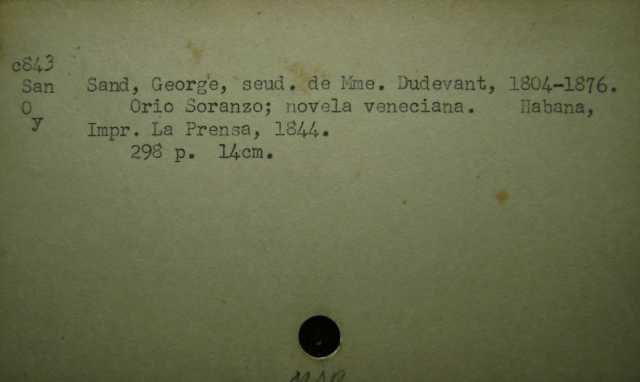 c843
San Sand, George, seud. de Mme. Dudevant, 1804-1876.
O Orio Soranzo; novela veneciana. Habana,
y Impr. La Prensa, 1844.
298 p. 14cm.